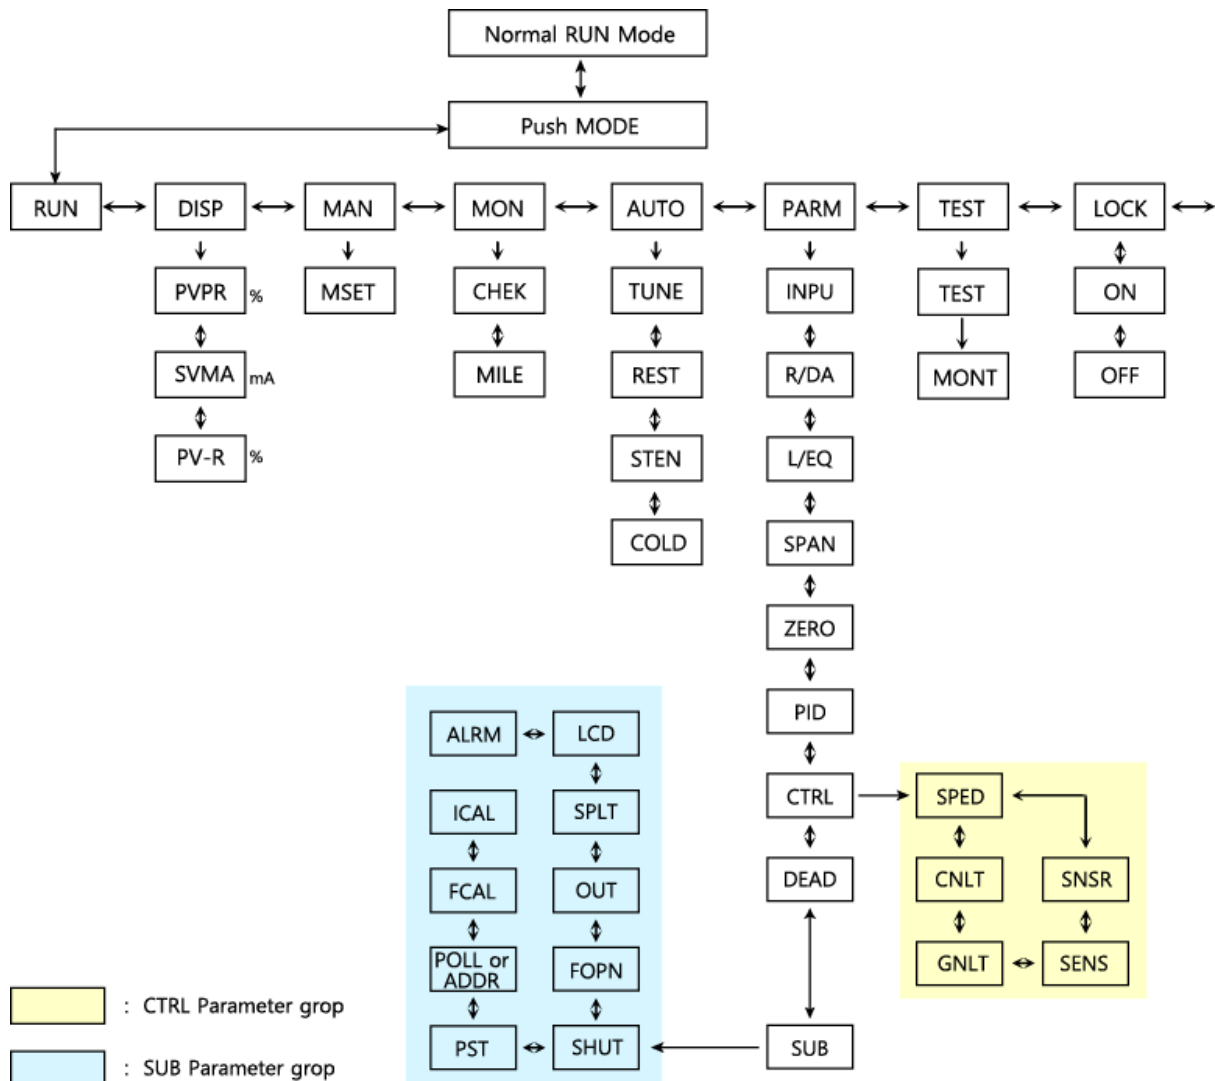 Normal RUN Mode
Push MODE
RUN DISP MAN MON AUTO PARM TEST LOCK
PVPR % MSET CHEK TUNE INPU TEST ON
SVMA mA MILE REST R/DA MONT OFF
PV-R % STEN L/EQ
COLD SPAN
ZERO
ALRM LCD PID
ICAL SPLT CTRL SPED
FCAL OUT DEAD CNLT SNSR
POLL or
ADDR FOPN GNLT SENS
: CTRL Parameter grop
PST SHUT SUB
: SUB Parameter grop